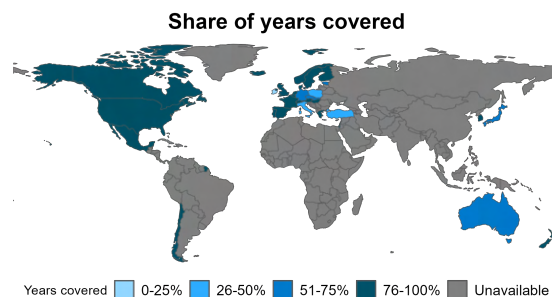 Share of years covered
Years covered 0-25% 26-50% 51-75% 76-100% Unavailable